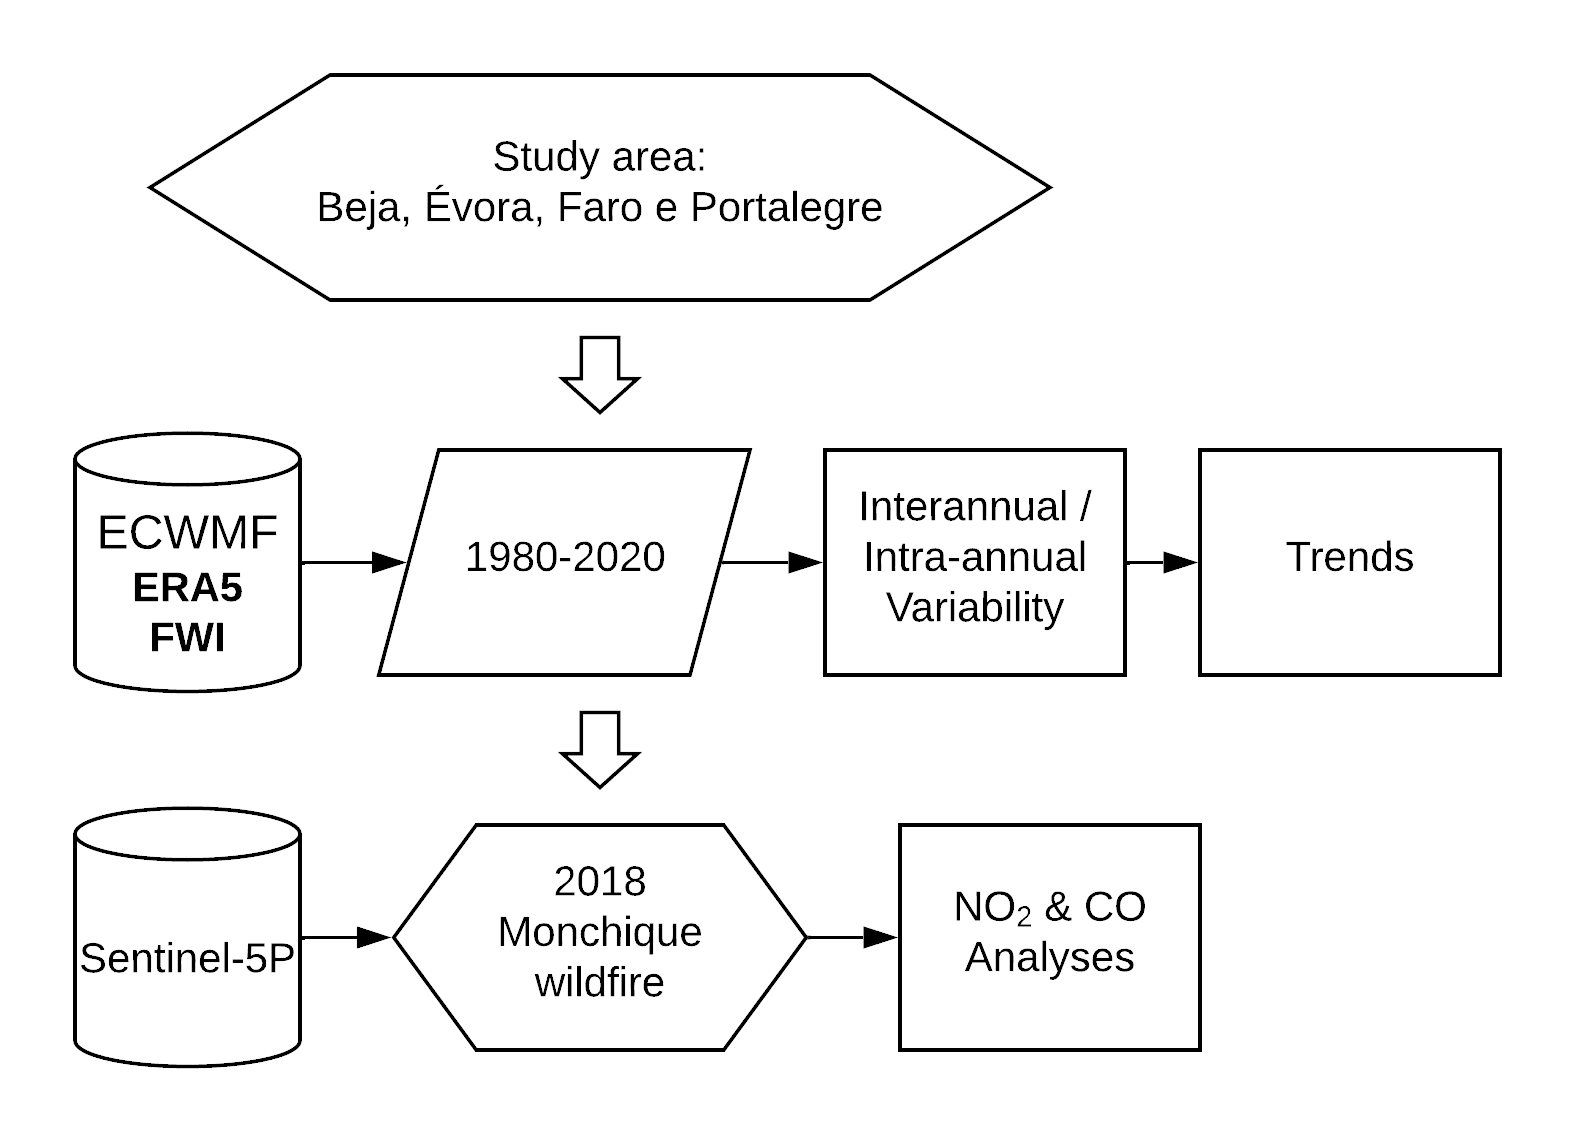 Study area:
Beja, Évora, Faro e Portalegre
ECWMF
ERA5
FWI
1980-2020
Interannual /
Intra-annual
Variability
Trends
Sentinel-5P
2018
Monchique
wildfire
NO₂ & CO
Analyses